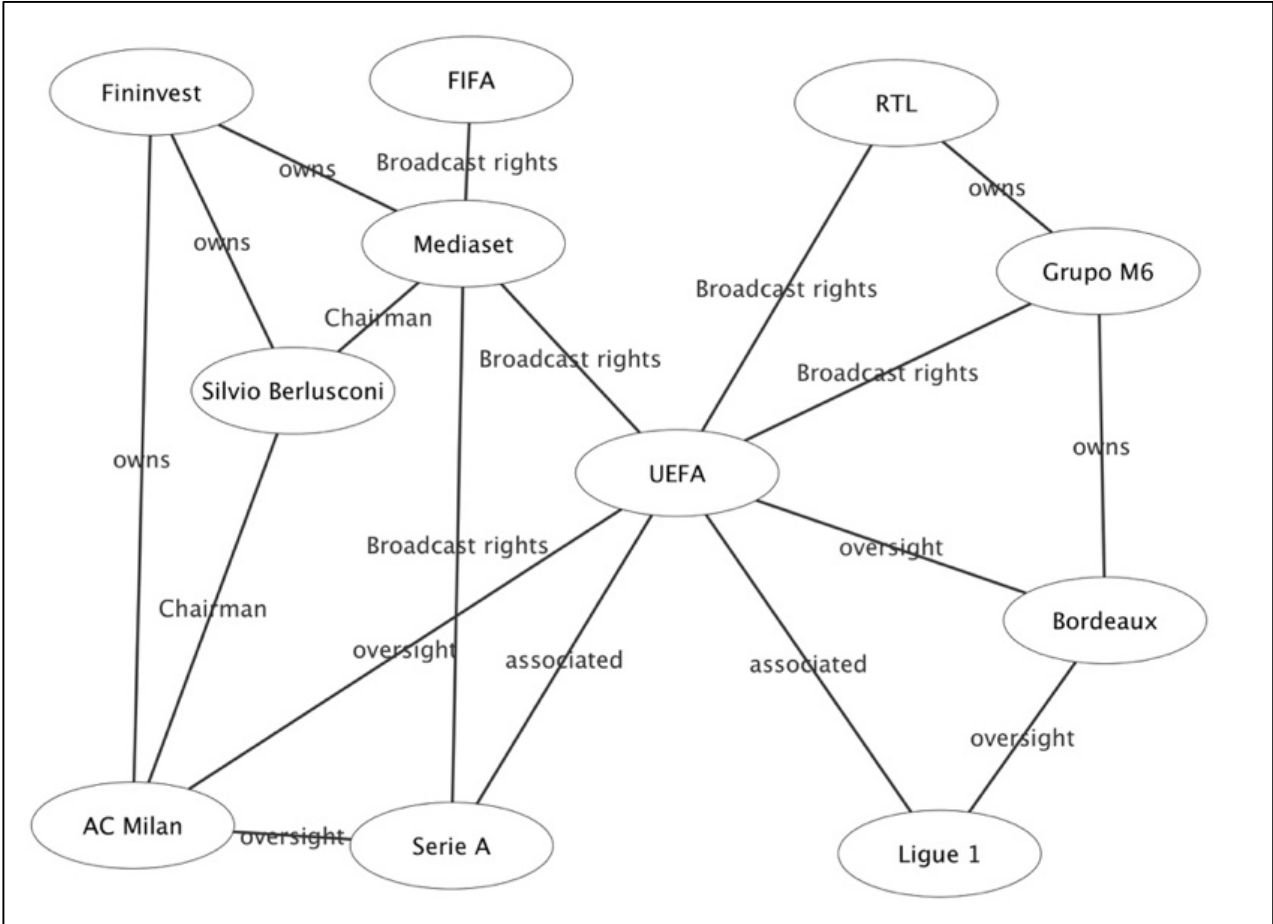 FIFA
Fininvest
RTL
Broadcast rights
owns
owns
owns
Mediaset
Grupo M6
Broadcast rights
Chairman
Broadcast rights
Broadcast rights
Silvio Berlusconi
owns
owns
UEFA
Broadcast rights
oversight
Chairman
Bordeaux
oversight
associated
associated
oversight
AC Milan
oversight
Serie A
Ligue 1